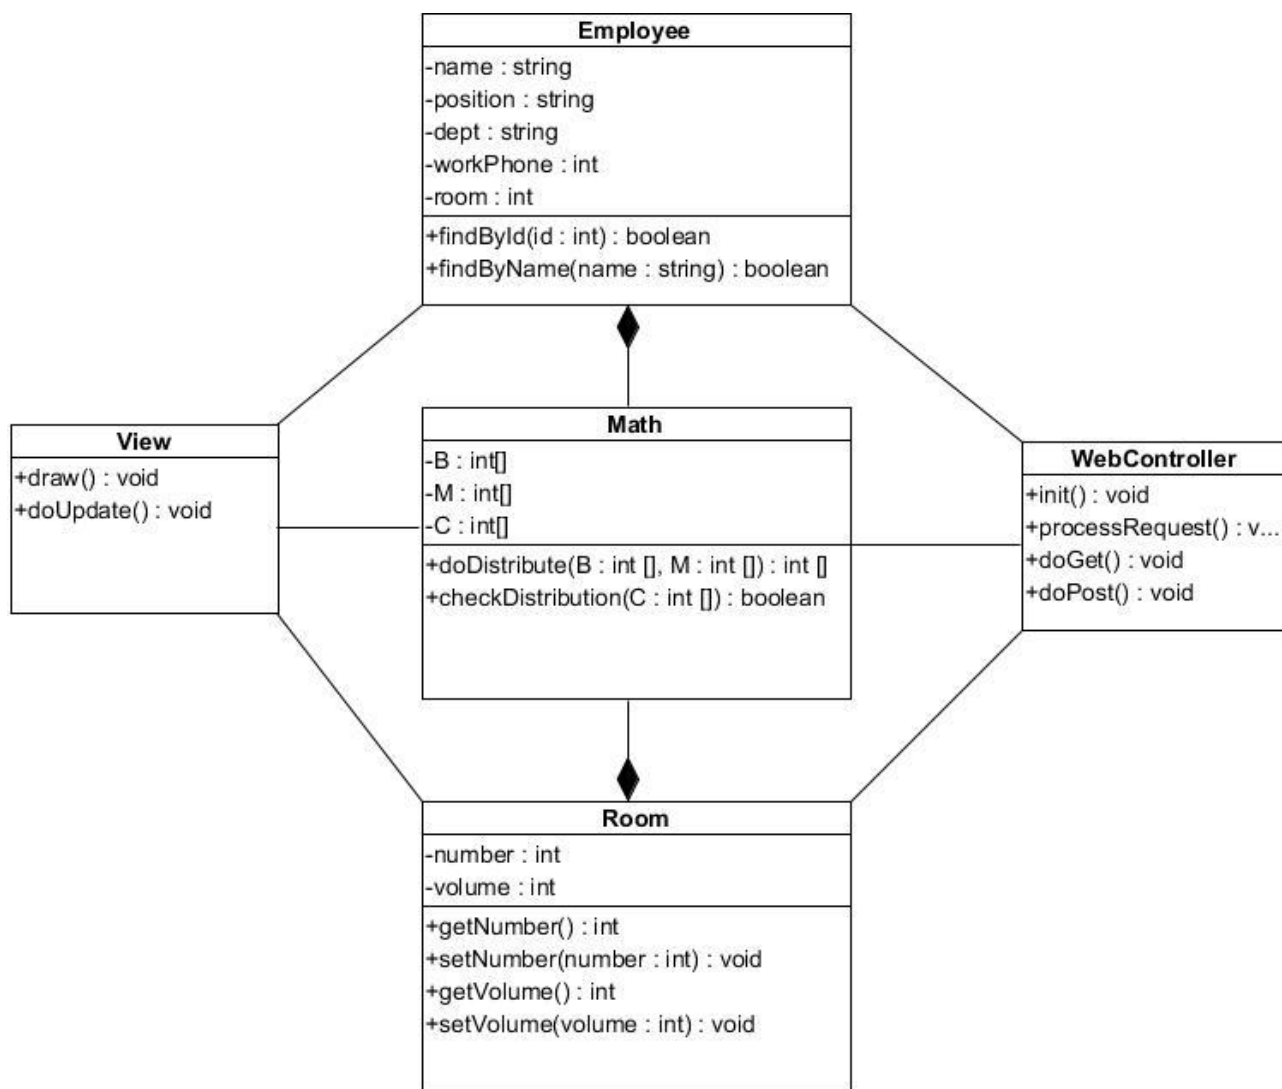 Employee
-name : string
-position : string
-dept : string
-workPhone : int
-room : int
+findById(id : int) : boolean
+findByName(name : string) : boolean
View
+draw() : void
+doUpdate() : void
Math
-B : int[]
-M : int[]
-C : int[]
+doDistribute(B : int [], M : int []) : int []
+checkDistribution(C : int []) : boolean
WebController
+init() : void
+processRequest() : v...
+doGet() : void
+doPost() : void
Room
-number : int
-volume : int
+getNumber() : int
+setNumber(number : int) : void
+getVolume() : int
+setVolume(volume : int) : void